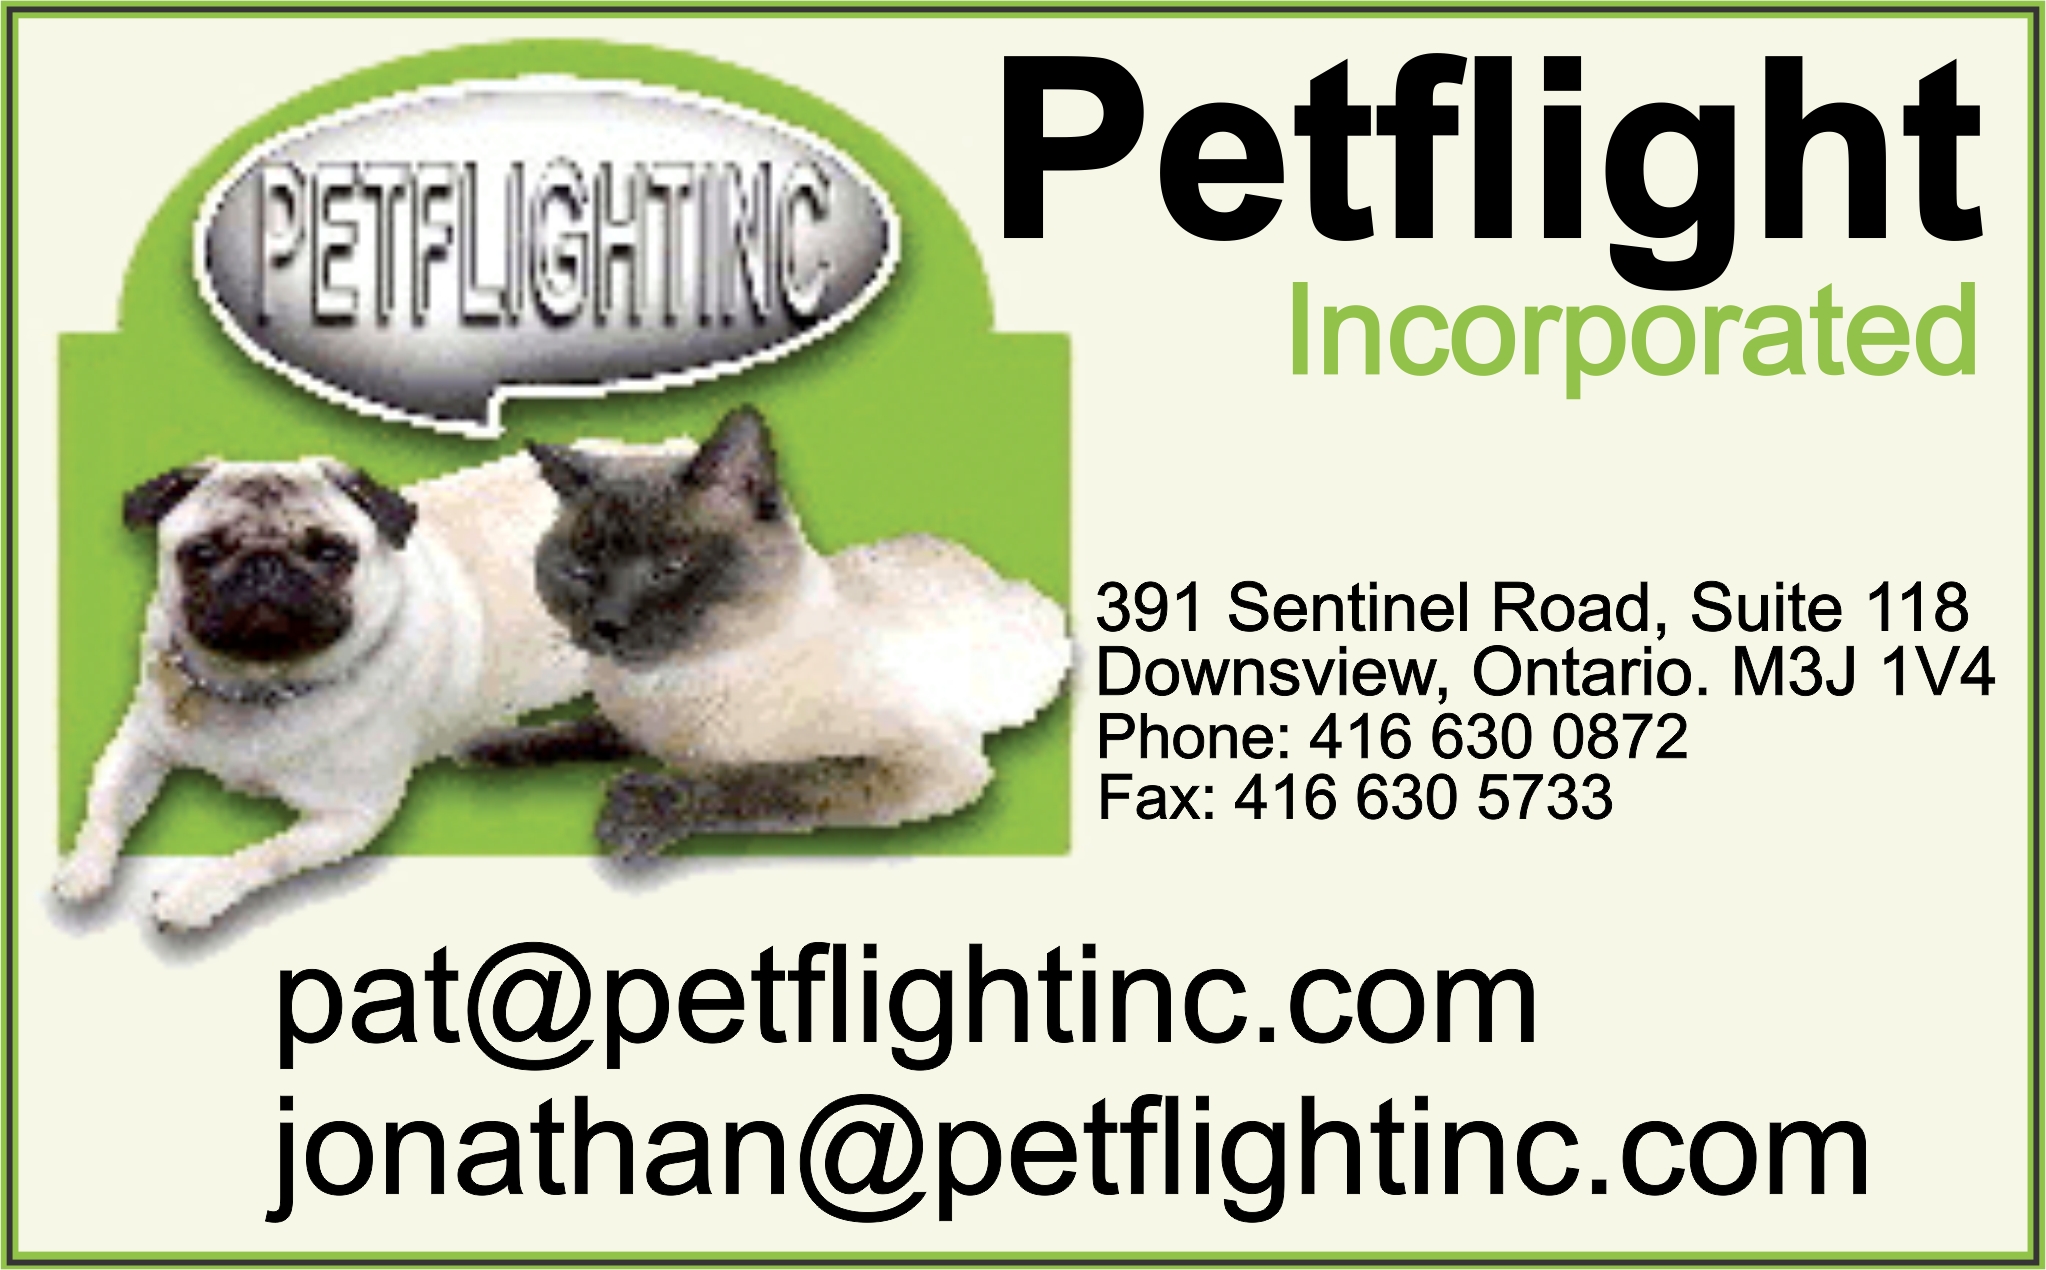 PETFLIGHTINC
Petflight
Incorporated
391 Sentinel Road, Suite 118
Downsview, Ontario. M3J 1V4
Phone: 416 630 0872
Fax: 416 630 5733
pat@petflightinc.com
jonathan@petflightinc.com